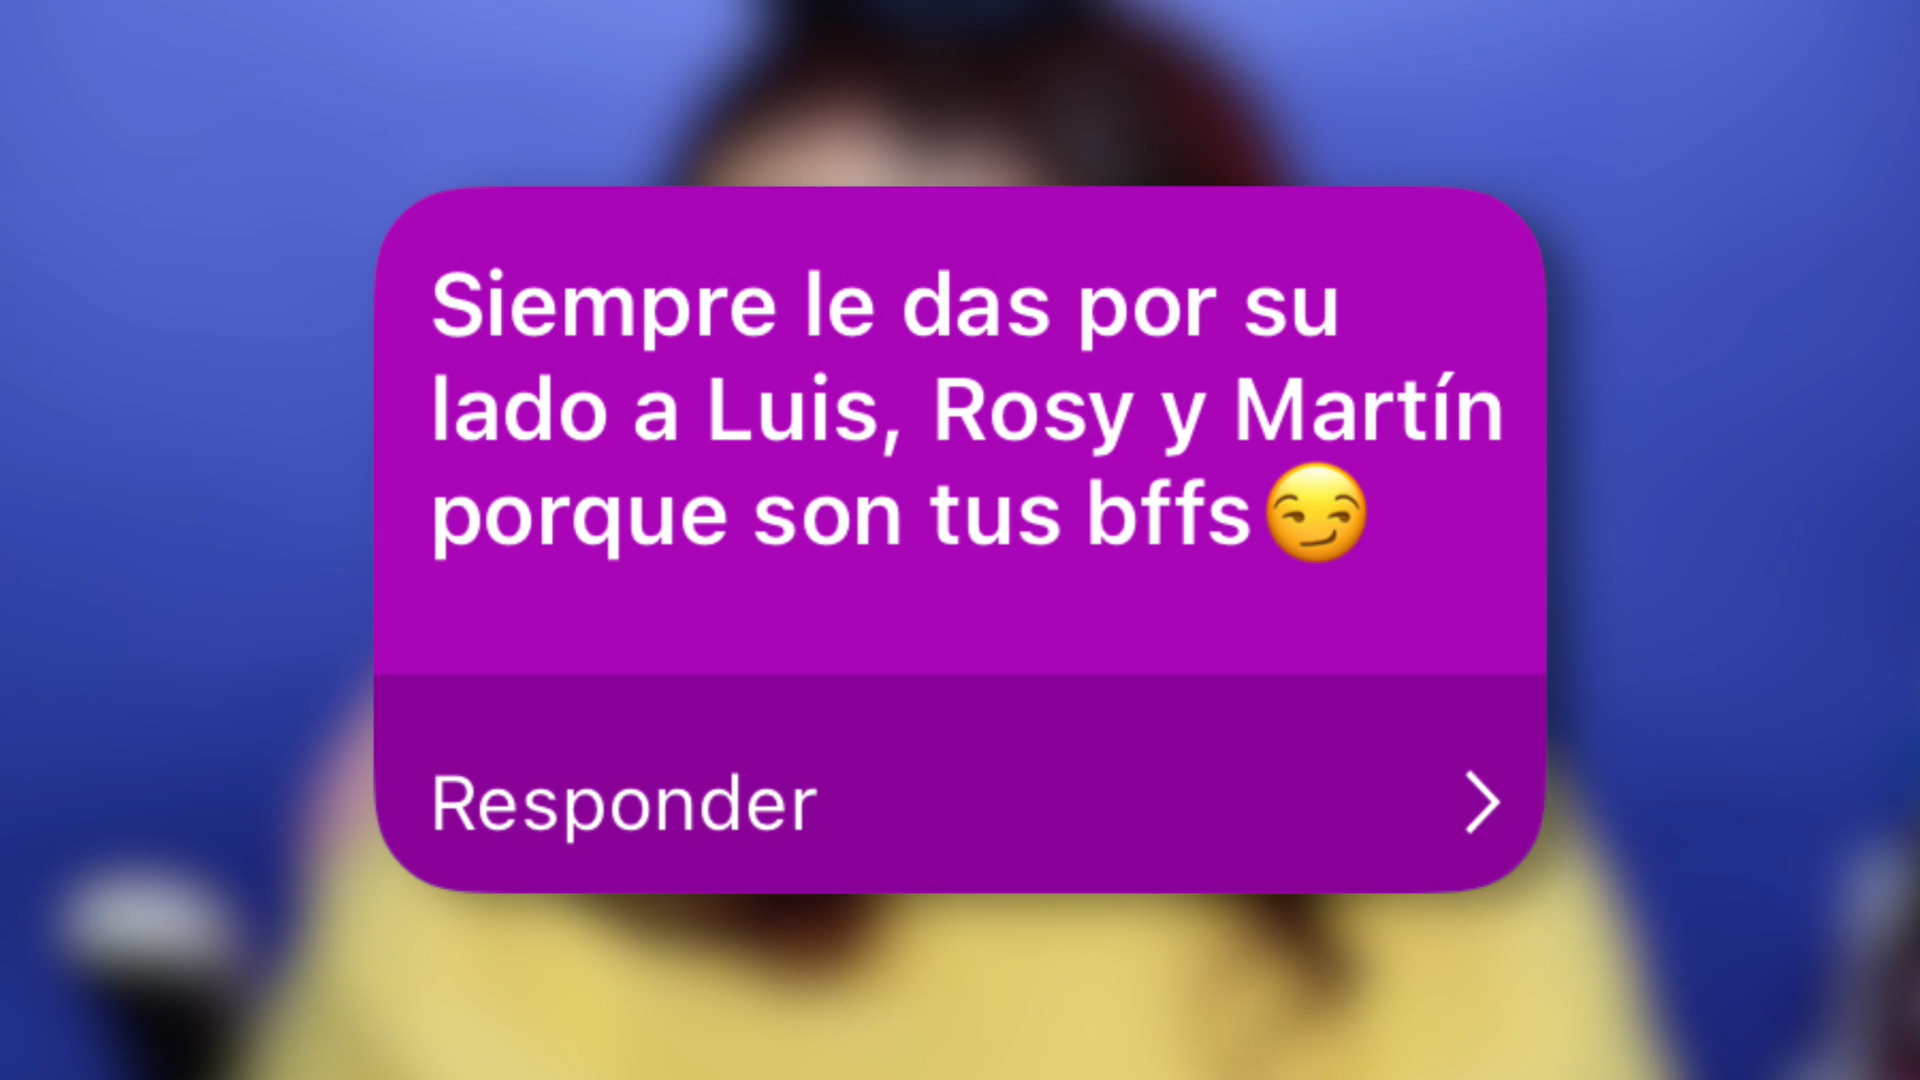 Siempre le das por su
lado a Luis, Rosy y Martín
porque son tus bffs😏
Responder